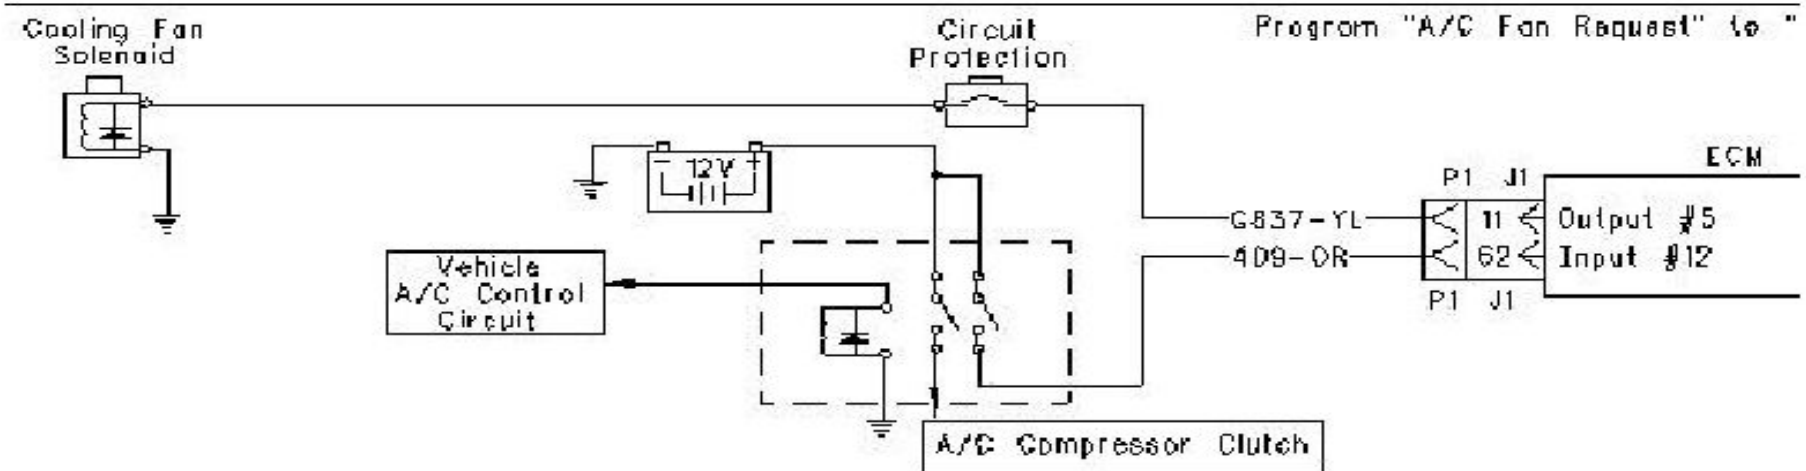 Cooling Fan
Solenoid
Circuit
Protection
Program "A/C Fan Request" to "
- 12V +
ECM
P1 J1
G837-YL 11 Output #5
409-OR 62 Input #12
P1 J1
Vehicle
A/C Control
Circuit
A/C Compressor Clutch